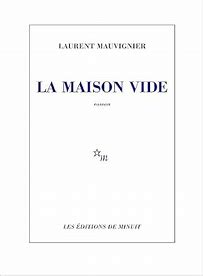 LAURENT MAUVIGNIER
LA MAISON VIDE
roman
m
LES ÉDITIONS DE MINUIT